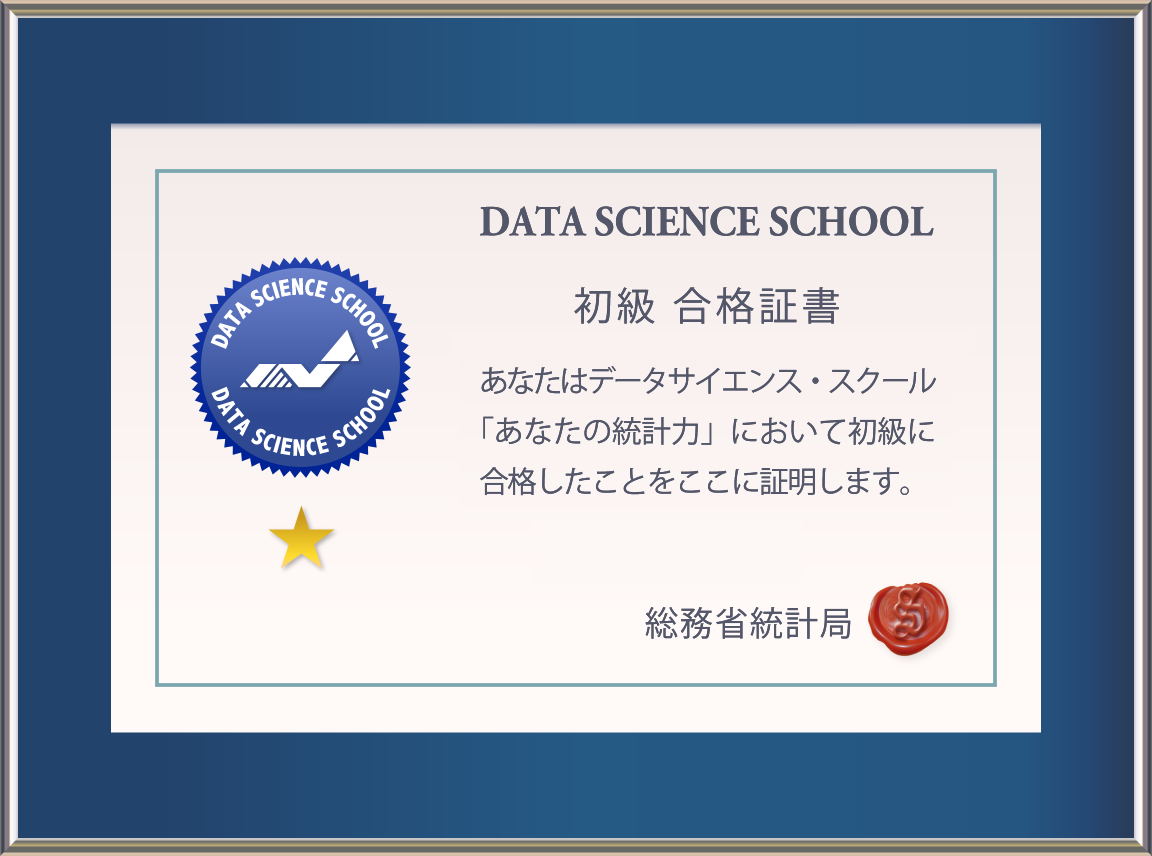 DATA SCIENCE SCHOOL
初級 合格証書
DATA SCIENCE SCHOOL
DATA SCIENCE SCHOOL
あなたはデータサイエンス・スクール
「あなたの統計力」において初級に
合格したことをここに証明します。
総務省統計局
S